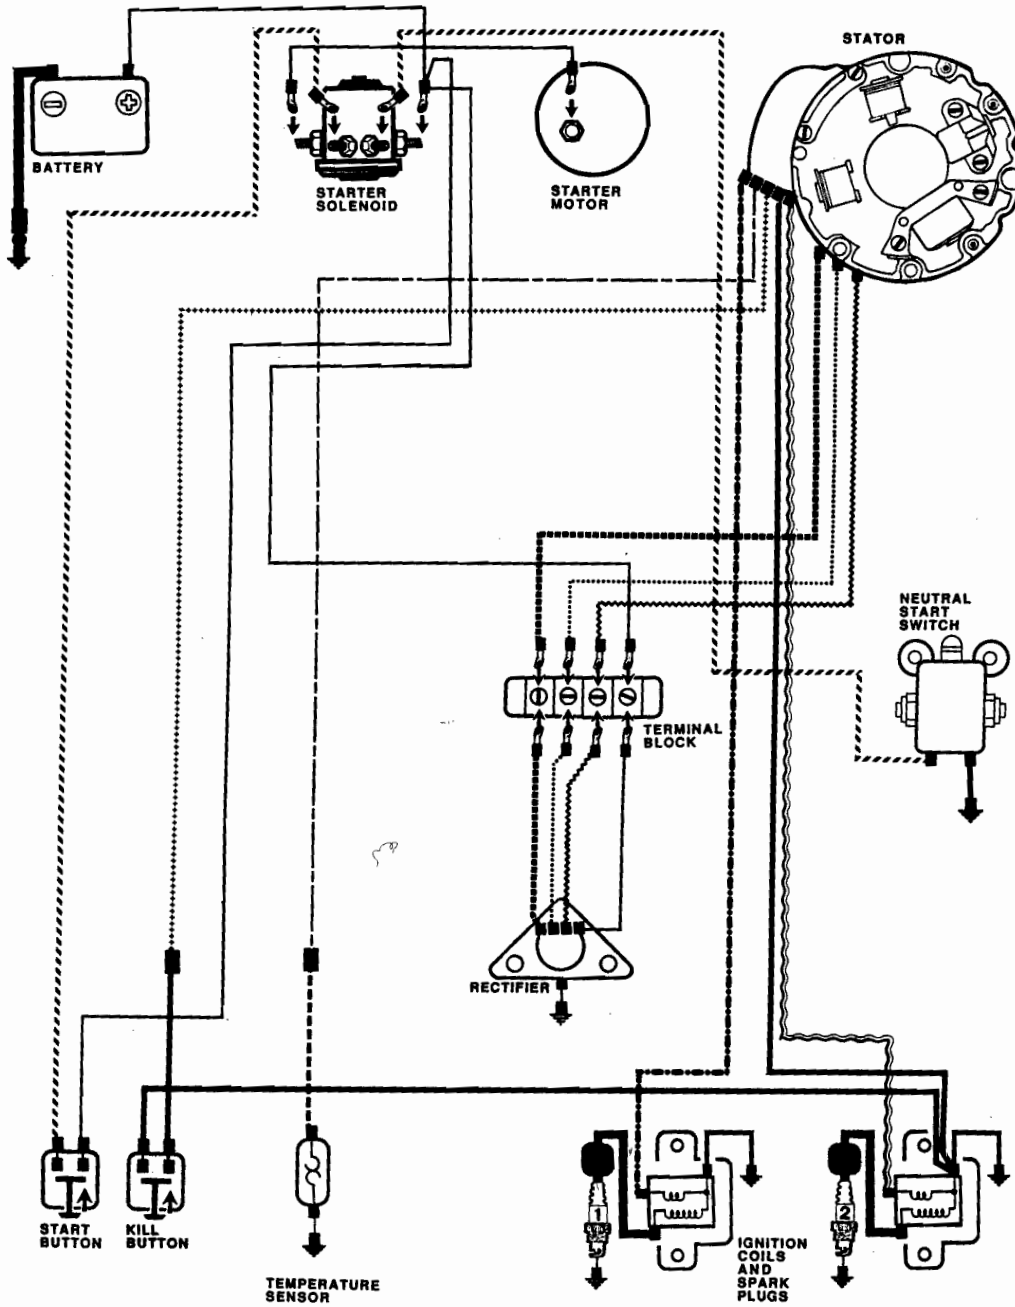 STATOR
BATTERY
STARTER
SOLENOID
STARTER
MOTOR
NEUTRAL
START
SWITCH
TERMINAL
BLOCK
RECTIFIER
START
BUTTON
KILL
BUTTON
TEMPERATURE
SENSOR
1
2
IGNITION
COILS
AND
SPARK
PLUGS